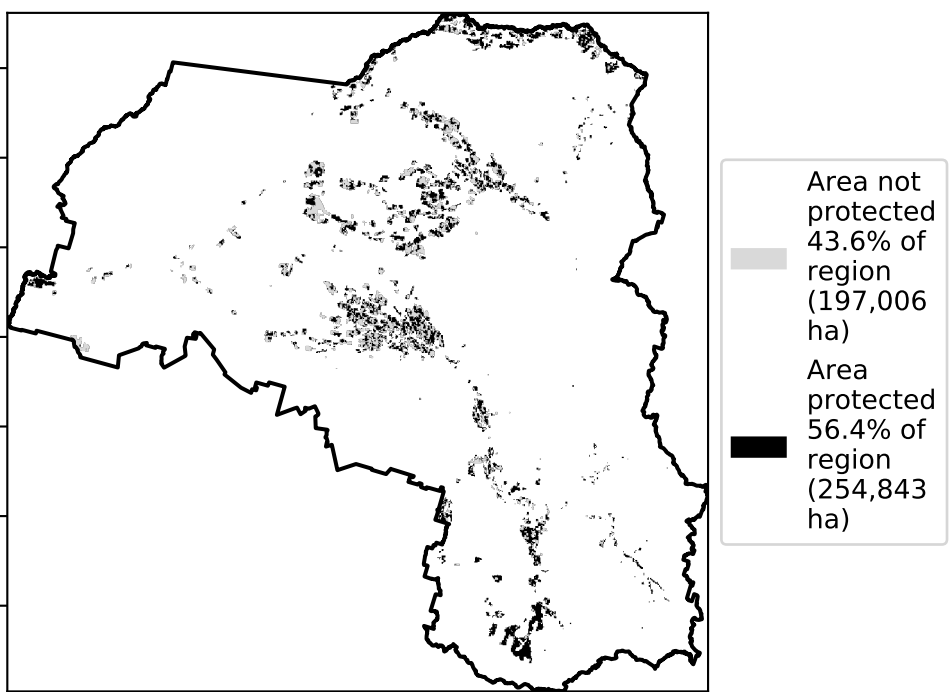 Area not
protected
43.6% of
region
(197,006
ha)
Area
protected
56.4% of
region
(254,843
ha)